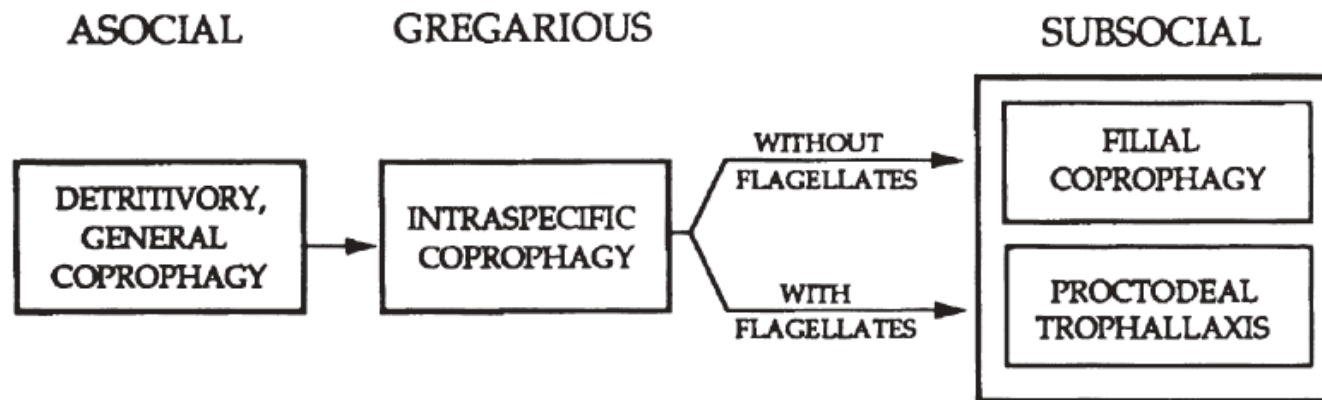 ASOCIAL
GREGARIOUS
SUBSOCIAL
DETRITIVORY,
GENERAL
COPROPHAGY
INTRASPECIFIC
COPROPHAGY
WITHOUT
FLAGELLATES
WITH
FLAGELLATES
FILIAL
COPROPHAGY
PROCTODEAL
TROPHALLAXIS